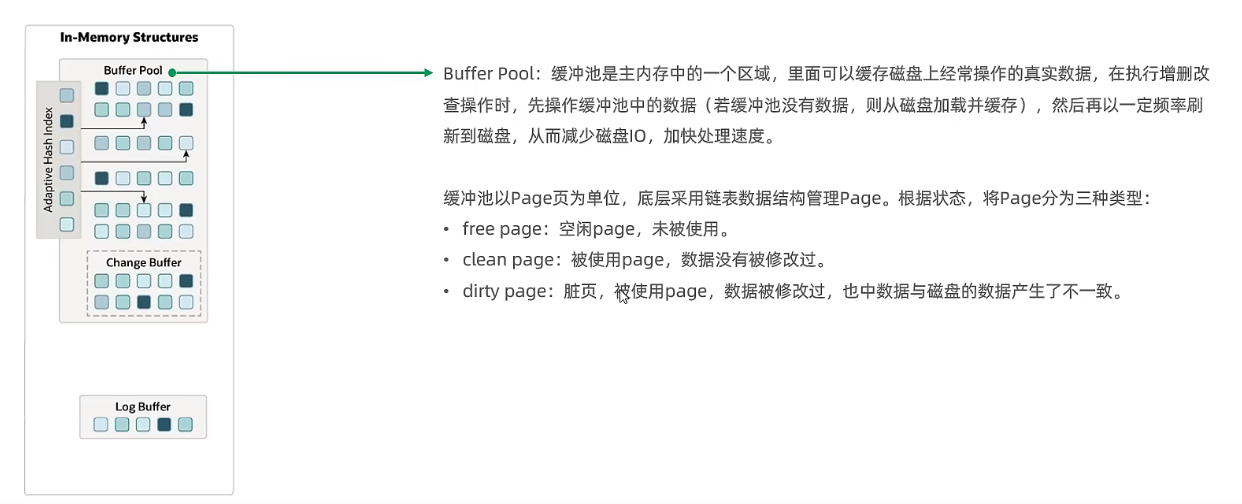 In-Memory Structures
Buffer Pool
Adaptive Hash Index
Change Buffer
Log Buffer
Buffer Pool：缓冲池是主内存中的一个区域，里面可以缓存磁盘上经常操作的真实数据，在执行增删改
查操作时，先操作缓冲池中的数据（若缓冲池没有数据，则从磁盘加载并缓存），然后再以一定频率刷
新到磁盘，从而减少磁盘IO，加快处理速度。
缓冲池以Page页为单位，底层采用链表数据结构管理Page。根据状态，将Page分为三种类型：
• free page：空闲page，未被使用。
• clean page：被使用page，数据没有被修改过。
• dirty page：脏页，被使用page，数据被修改过，也中数据与磁盘的数据产生了不一致。